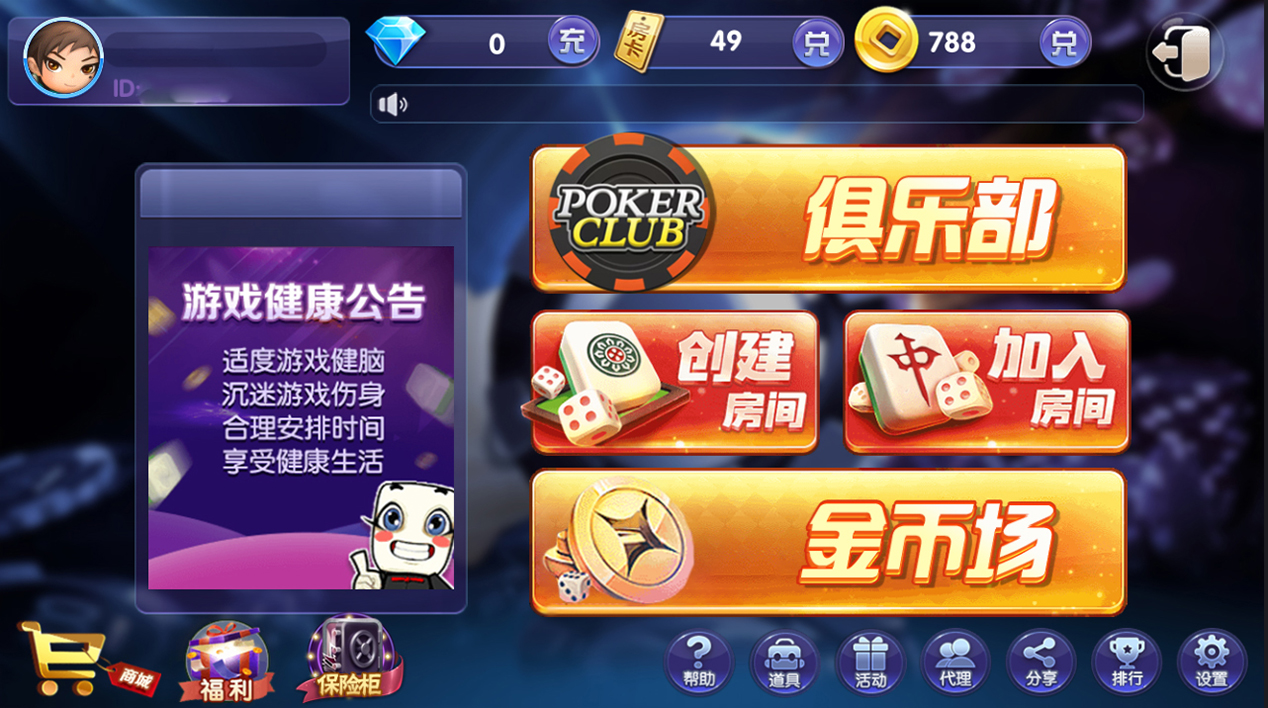 0
充
房卡
49
兑
788
兑
ID:
POKER
CLUB
俱乐部
游戏健康公告
适度游戏健脑
沉迷游戏伤身
合理安排时间
享受健康生活
创建
房间
加入
房间
金币场
商城
福利
保险柜
帮助
道具
活动
代理
分享
排行
设置